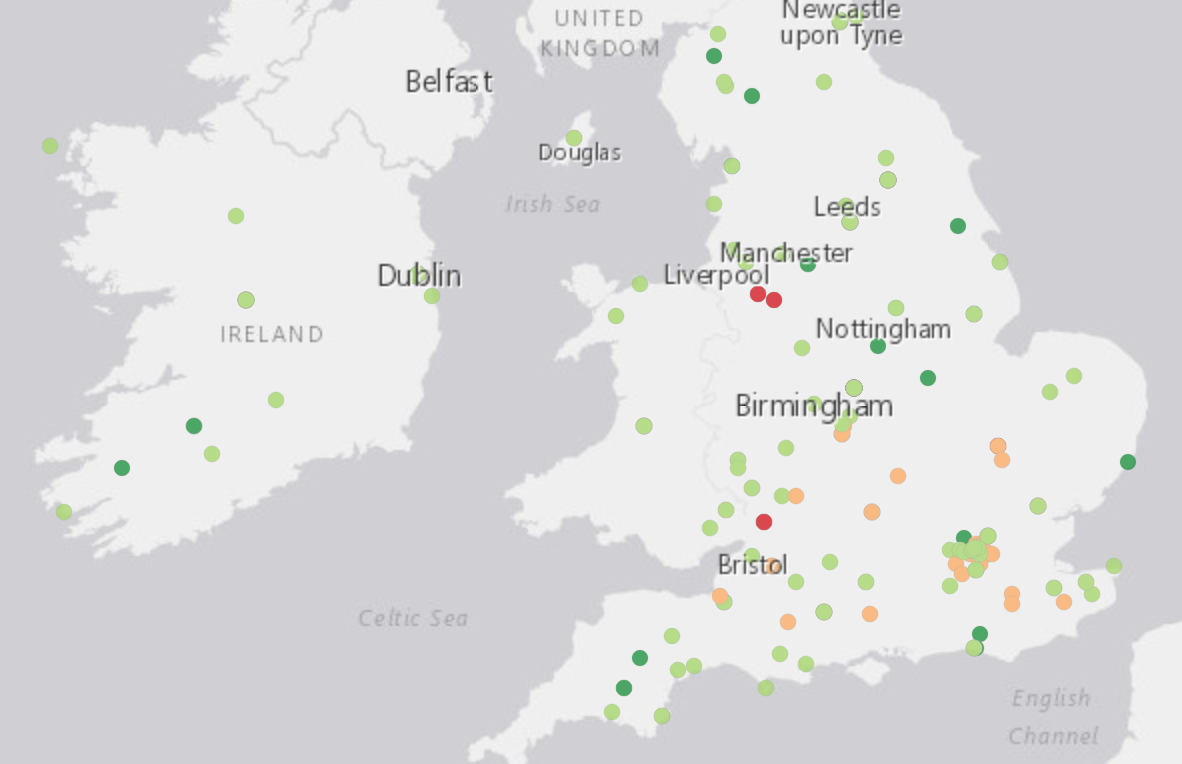 Newcastle
upon Tyne
UNITED
KINGDOM
Belfast
Douglas
Irish Sea
Leeds
Manchester
Liverpool
Dublin
IRELAND
Nottingham
Birmingham
Bristol
Celtic Sea
English
Channel